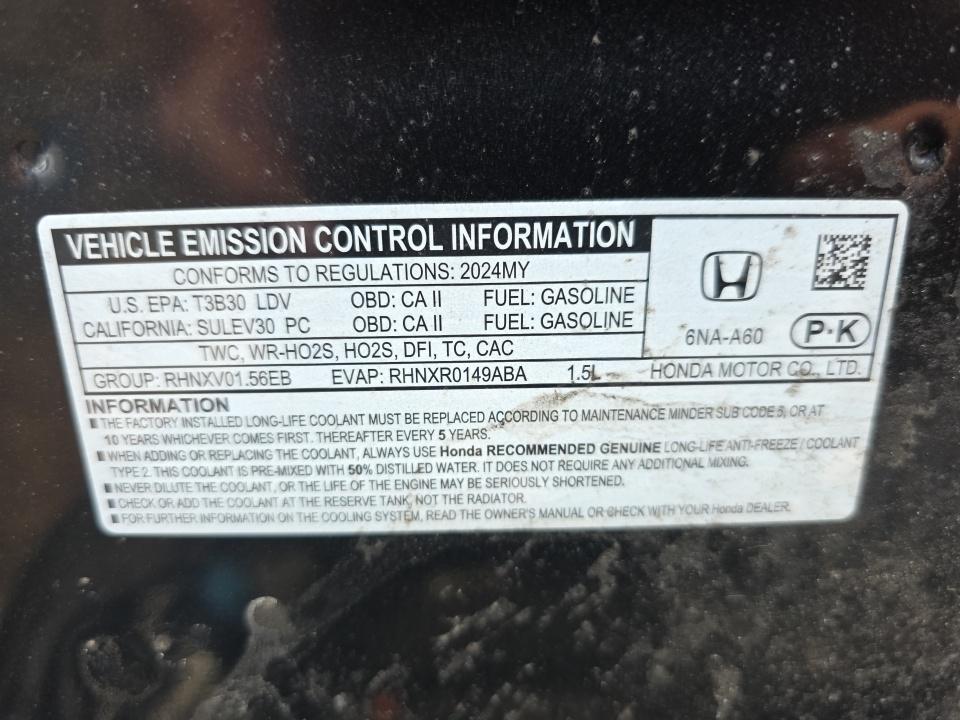 VEHICLE EMISSION CONTROL INFORMATION
CONFORMS TO REGULATIONS: 2024MY
U.S. EPA: T3B30 LDV OBD: CA II FUEL: GASOLINE
CALIFORNIA: SULEV30 PC OBD: CA II FUEL: GASOLINE
TWC, WR-HO2S, HO2S, DFI, TC, CAC
6NA-A60 P·K
GROUP: RHNXV01.56EB EVAP: RHNXR0149ABA 1.5L HONDA MOTOR CO., LTD.
INFORMATION
THE FACTORY INSTALLED LONG-LIFE COOLANT MUST BE REPLACED ACCORDING TO MAINTENANCE MINDER SUB CODE 5, OR AT
10 YEARS WHICHEVER COMES FIRST. THEREAFTER EVERY 5 YEARS.
WHEN ADDING OR REPLACING THE COOLANT, ALWAYS USE Honda RECOMMENDED GENUINE LONG-LIFE ANTI-FREEZE / COOLANT
TYPE 2. THIS COOLANT IS PRE-MIXED WITH 50% DISTILLED WATER. IT DOES NOT REQUIRE ANY ADDITIONAL MIXING.
NEVER DILUTE THE COOLANT, OR THE LIFE OF THE ENGINE MAY BE SERIOUSLY SHORTENED.
CHECK OR ADD THE COOLANT AT THE RESERVE TANK, NOT THE RADIATOR.
FOR FURTHER INFORMATION ON THE COOLING SYSTEM, READ THE OWNER'S MANUAL OR CHECK WITH YOUR Honda DEALER.